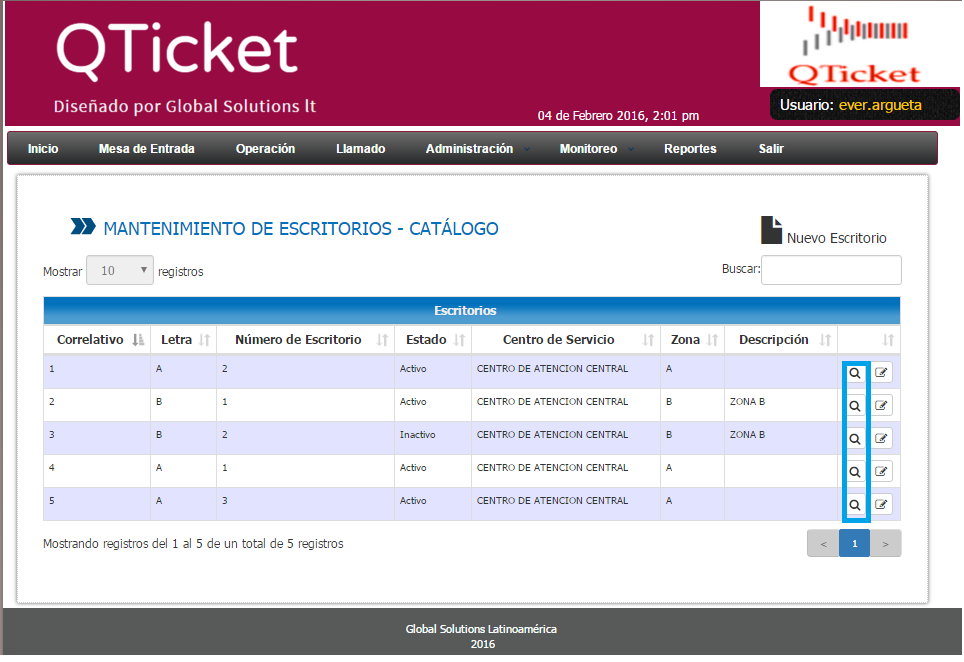 QTicket
Diseñado por Global Solutions lt
QTicket
04 de Febrero 2016, 2:01 pm
Usuario: ever.argueta
Inicio Mesa de Entrada Operación Llamado Administración Monitoreo Reportes Salir
MANTENIMIENTO DE ESCRITORIOS - CATÁLOGO
Nuevo Escritorio
Mostrar 10 registros
Buscar:
Escritorios
Correlativo Letra Número de Escritorio Estado Centro de Servicio Zona Descripción
1 A 2 Activo CENTRO DE ATENCION CENTRAL A
2 B 1 Activo CENTRO DE ATENCION CENTRAL B ZONA B
3 B 2 Inactivo CENTRO DE ATENCION CENTRAL B ZONA B
4 A 1 Activo CENTRO DE ATENCION CENTRAL A
5 A 3 Activo CENTRO DE ATENCION CENTRAL A
Mostrando registros del 1 al 5 de un total de 5 registros
< 1 >
Global Solutions Latinoamérica
2016